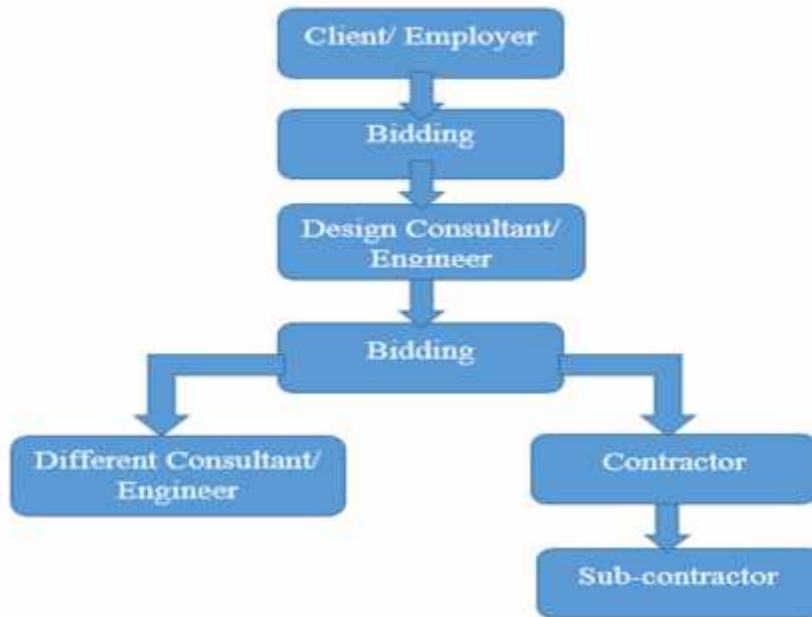 Client/ Employer
Bidding
Design Consultant/
Engineer
Bidding
Different Consultant/
Engineer
Contractor
Sub-contractor